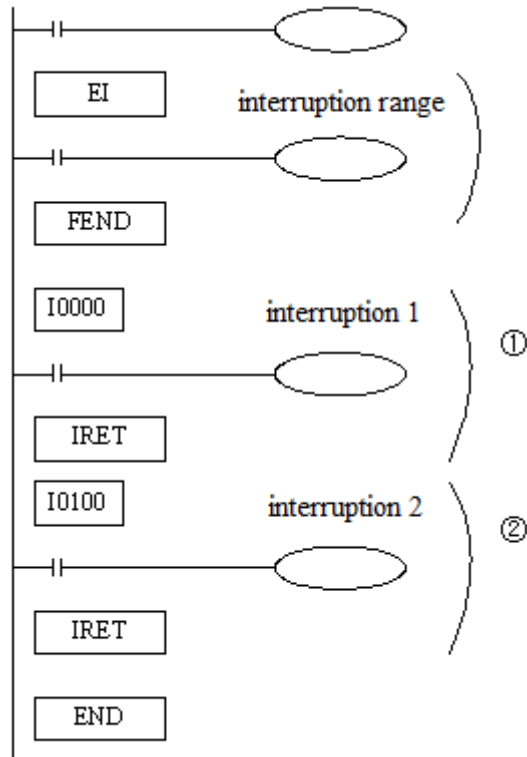 EI
interruption range
FEND
I0000
interruption 1
①
IRET
I0100
interruption 2
②
IRET
END